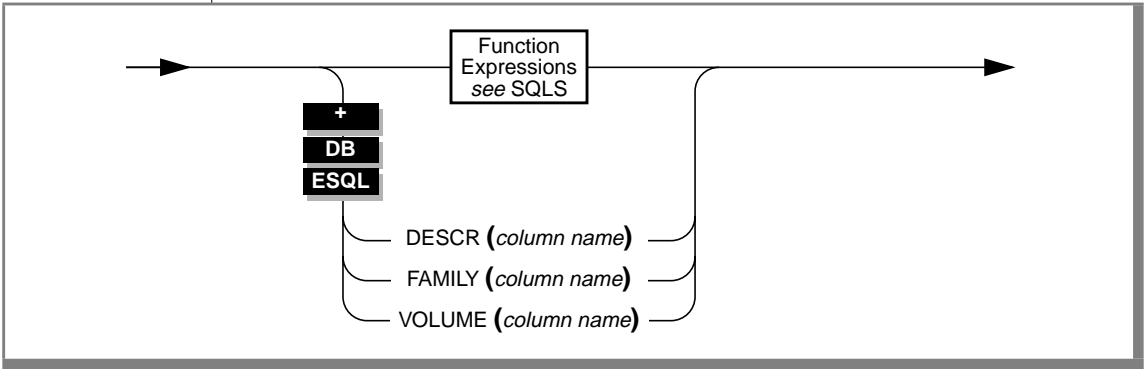 Function
Expressions
see SQLS
+
DB
ESQL
DESCR (column name)
FAMILY (column name)
VOLUME (column name)